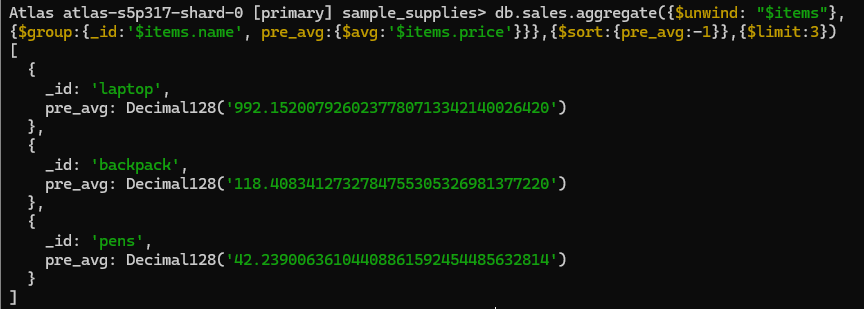 Atlas atlas-s5p317-shard-0 [primary] sample_supplies> db.sales.aggregate({$unwind: "$items"},
{$group:{_id:'$items.name', pre_avg:{$avg:'$items.price'}}},{$sort:{pre_avg:-1}},{$limit:3})
[
  {
    _id: 'laptop',
    pre_avg: Decimal128('992.1520079260237780713342140026420')
  },
  {
    _id: 'backpack',
    pre_avg: Decimal128('118.4083412732784755305326981377220')
  },
  {
    _id: 'pens',
    pre_avg: Decimal128('42.23900636104408861592454485632814')
  }
]